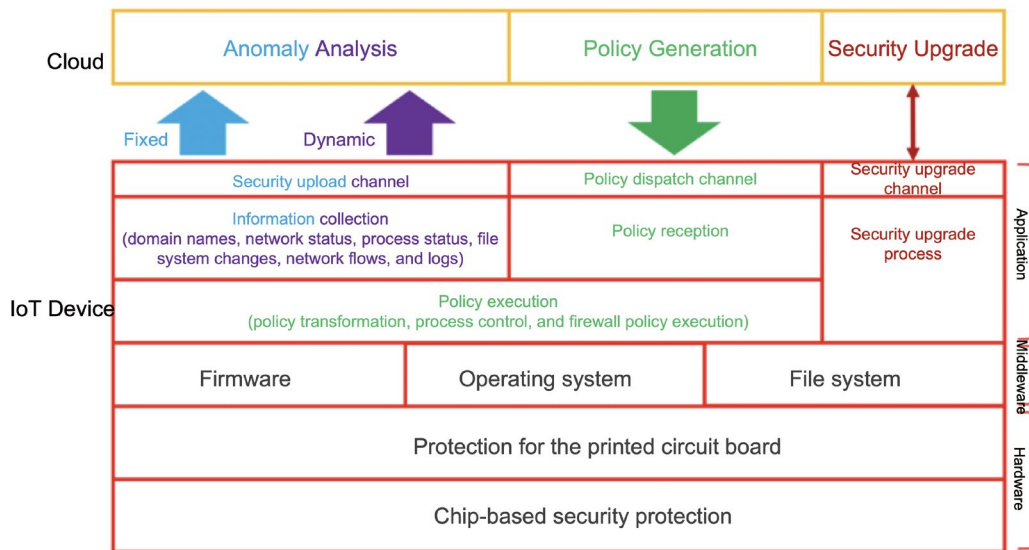 Cloud
Anomaly Analysis
Policy Generation
Security Upgrade
Fixed
Dynamic
Security upload channel
Policy dispatch channel
Security upgrade
channel
Information collection
(domain names, network status, process status, file
system changes, network flows, and logs)
Policy reception
Security upgrade
process
Application
IoT Device
Policy execution
(policy transformation, process control, and firewall policy execution)
Firmware
Operating system
File system
Middleware
Protection for the printed circuit board
Hardware
Chip-based security protection